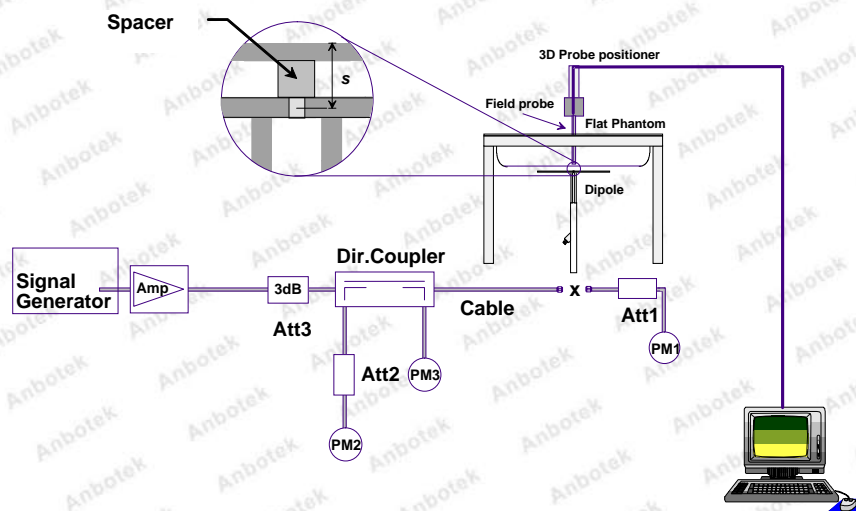 Spacer
s
3D Probe positioner
Field probe
Flat Phantom
Dipole
Dir.Coupler
Signal
Generator
Amp
3dB
Att3
Cable
x
Att1
PM1
Att2
PM3
PM2
Anbotek